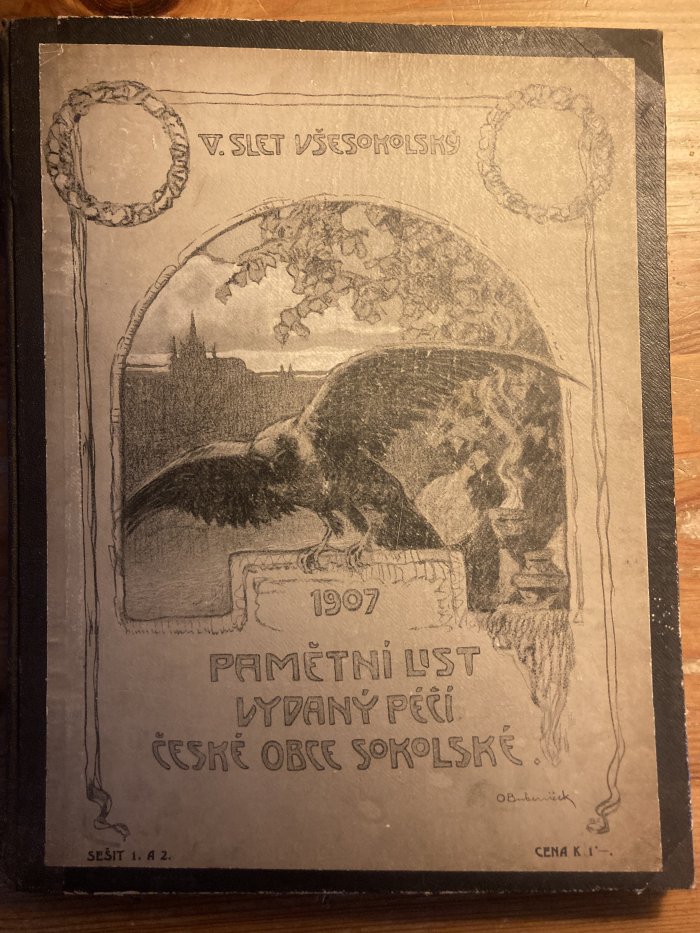 V. SLET VŠESOKOLSKÝ
1907
PAMĚTNÍ LIST
VYDANÝ PÉČÍ
ČESKÉ OBCE SOKOLSKÉ.
SEŠIT 1. A 2.
CENA K 1·—.